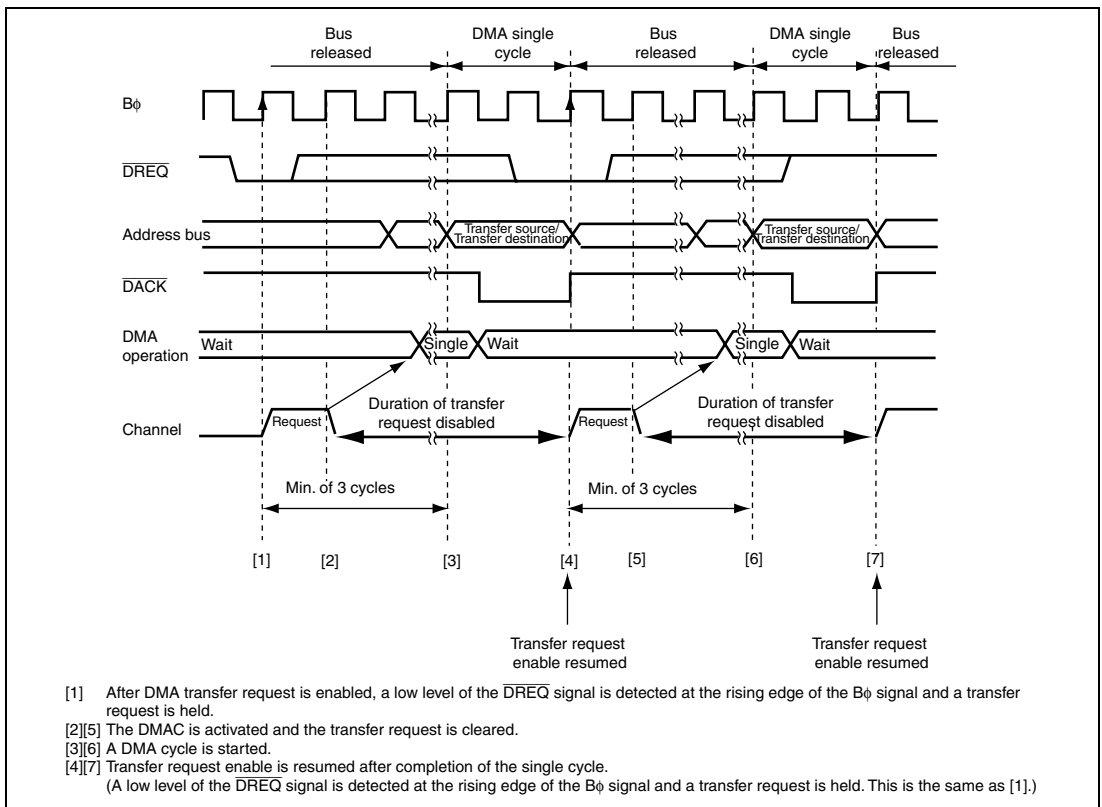 Bus released
DMA single cycle
Bus released
DMA single cycle
Bus released
Bφ
DREQ
Address bus
Transfer source/
Transfer destination
Transfer source/
Transfer destination
DACK
DMA operation
Wait
Single
Wait
Single
Wait
Channel
Request
Duration of transfer request disabled
Request
Duration of transfer request disabled
Min. of 3 cycles
Min. of 3 cycles
[1] [2] [3] [4] [5] [6] [7]
Transfer request enable resumed
Transfer request enable resumed
[1] After DMA transfer request is enabled, a low level of the DREQ signal is detected at the rising edge of the Bφ signal and a transfer
request is held.
[2][5] The DMAC is activated and the transfer request is cleared.
[3][6] A DMA cycle is started.
[4][7] Transfer request enable is resumed after completion of the single cycle.
(A low level of the DREQ signal is detected at the rising edge of the Bφ signal and a transfer request is held. This is the same as [1].)